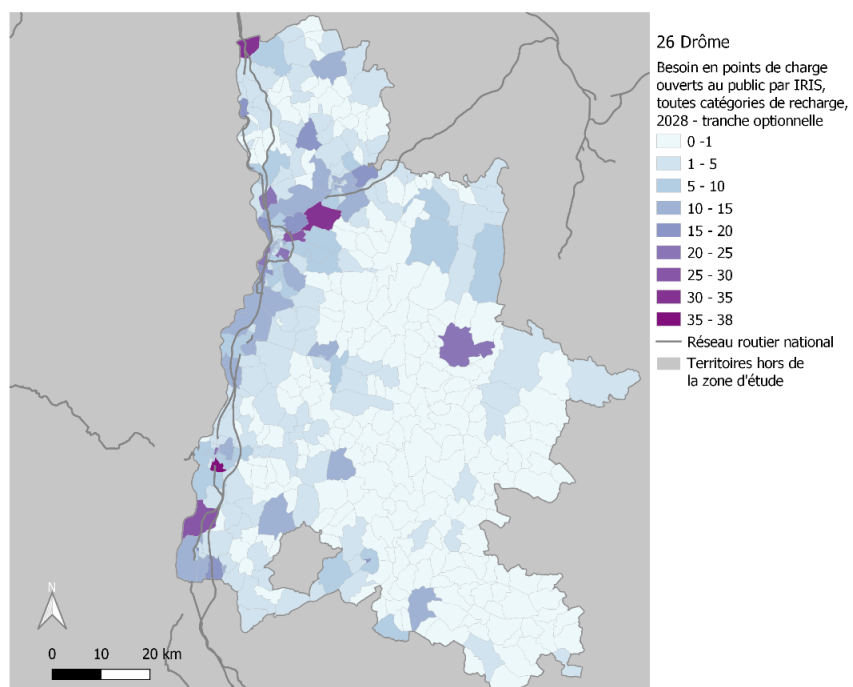 26 Drôme
Besoin en points de charge
ouverts au public par IRIS,
toutes catégories de recharge,
2028 - tranche optionnelle
0 -1
1 - 5
5 - 10
10 - 15
15 - 20
20 - 25
25 - 30
30 - 35
35 - 38
Réseau routier national
Territoires hors de
la zone d'étude
N
0 10 20 km